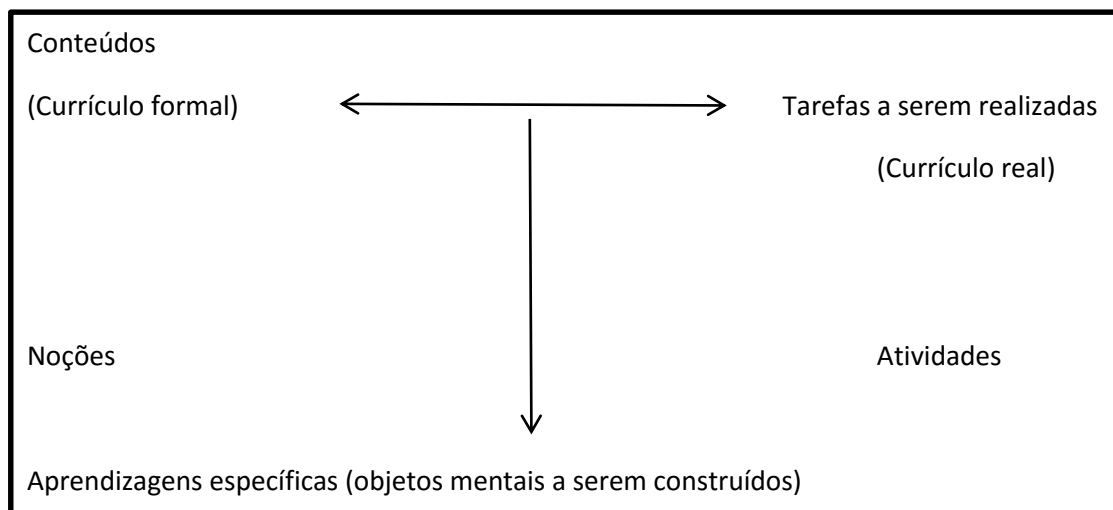 Conteúdos
(Currículo formal) Tarefas a serem realizadas
(Currículo real)
Noções Atividades
Aprendizagens específicas (objetos mentais a serem construídos)